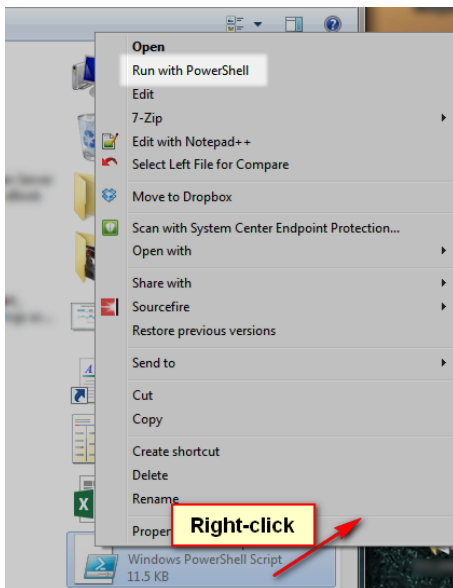 Open
Run with PowerShell
Edit
7-Zip
Edit with Notepad++
Select Left File for Compare
Move to Dropbox
Scan with System Center Endpoint Protection...
Open with
Share with
Sourcefire
Restore previous versions
Send to
Cut
Copy
Create shortcut
Delete
Rename
Right-click
Windows PowerShell Script
11.5 KB